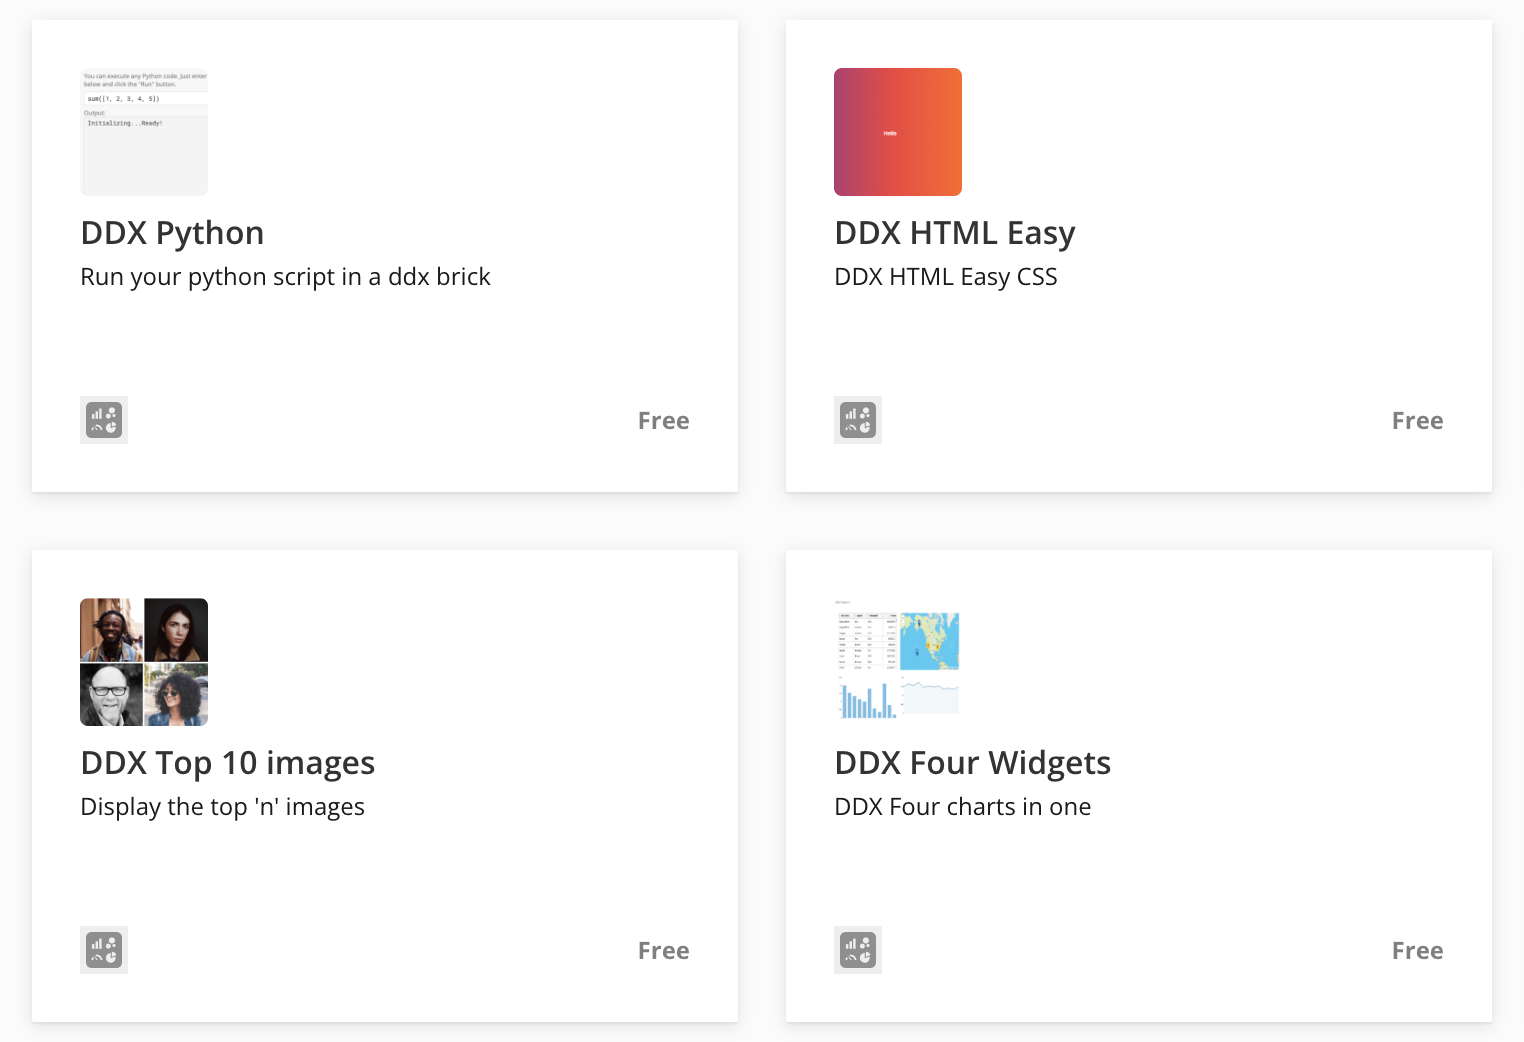 You can execute any Python code. Just enter
below and click the "Run" button.
sum([1, 2, 3, 4, 5])
Output:
Initializing...Ready!
DDX Python
Run your python script in a ddx brick
Free
Hello
DDX HTML Easy
DDX HTML Easy CSS
Free
DDX Top 10 images
Display the top 'n' images
Free
DDX Four Widgets
DDX Four charts in one
Free